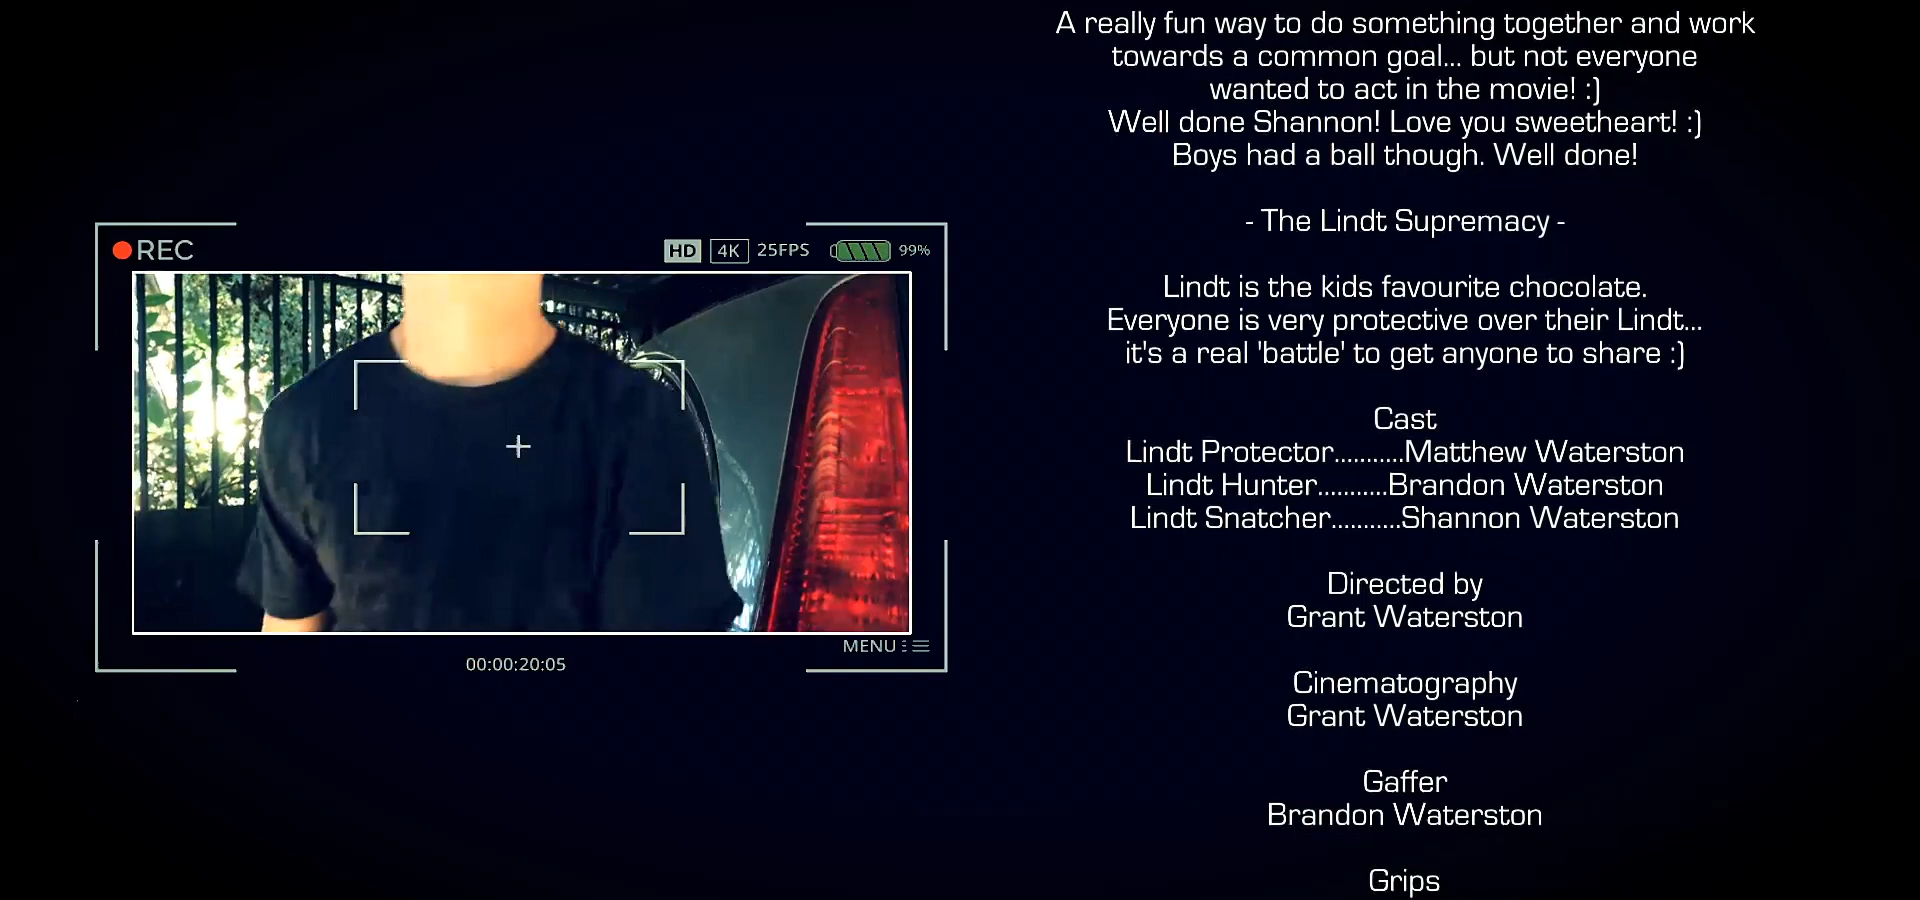 A really fun way to do something together and work
towards a common goal... but not everyone
wanted to act in the movie! :)
Well done Shannon! Love you sweetheart! :)
Boys had a ball though. Well done!
- The Lindt Supremacy -
Lindt is the kids favourite chocolate.
Everyone is very protective over their Lindt...
it's a real 'battle' to get anyone to share :)
Cast
Lindt Protector...........Matthew Waterston
Lindt Hunter...........Brandon Waterston
Lindt Snatcher...........Shannon Waterston
Directed by
Grant Waterston
Cinematography
Grant Waterston
Gaffer
Brandon Waterston
Grips
REC
HD 4K 25FPS 99%
MENU
00:00:20:05